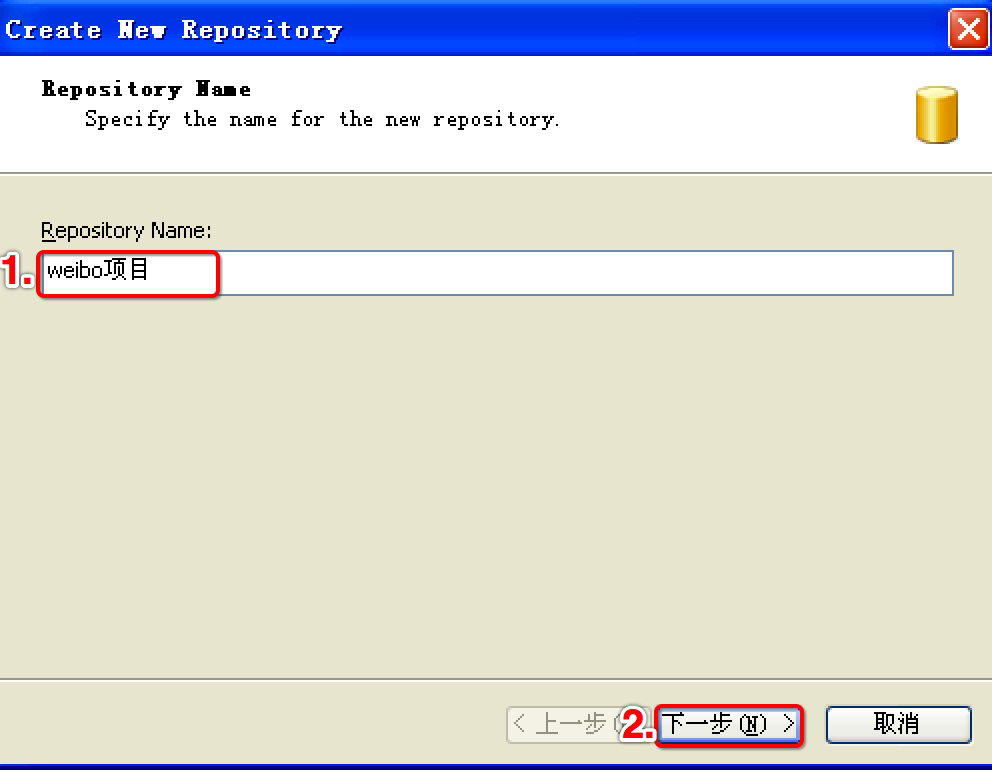 Create New Repository
Repository Name
Specify the name for the new repository.
Repository Name:
1.
weibo项目
< 上一步(
2.
下一步(N) >
取消